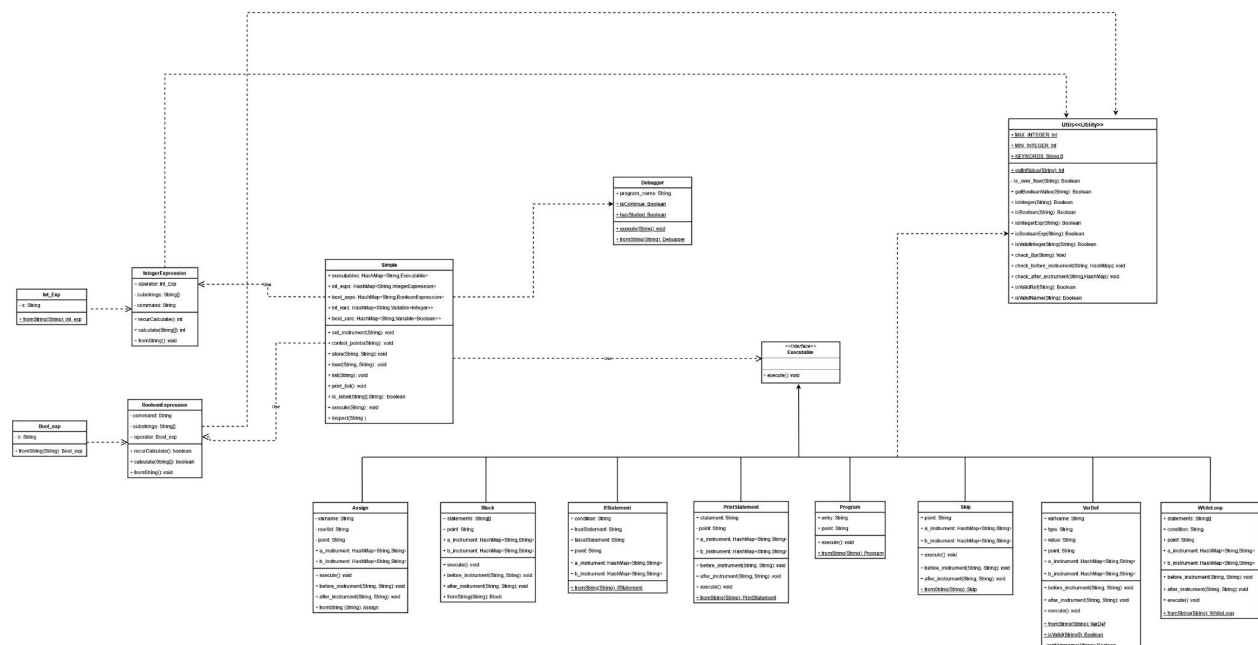 Utils<<Utility>>
+ MAX_INTEGER: Int
+ MIN_INTEGER: Int
+ KEYWORDS: String[]
+ getIntValue(String): Int
- is_over_flow(String): Boolean
+ getBooleanValue(String): Boolean
+ isInteger(String): Boolean
+ isBoolean(String): Boolean
+ isIntegerExp(String): Boolean
+ isBooleanExp(String): Boolean
+ isValidIntegerString(String): Boolean
+ check_Bp(String): Void
+ check_before_instrument(String, HashMap): void
+ check_after_instrument(String,HashMap): void
+ isValidRef(String): Boolean
+ isValidName(String): Boolean
Debugger
+ program_name: String
+ isContinue: Boolean
+ hasStarted: Boolean
+ execute(String): void
+ fromString(String): Debugger
Simple
+ executables: HashMap<String,Executable>
+ int_exps: HashMap<String,IntegerExpression>
+ bool_exps: HashMap<String,BooleanExpression>
+ int_vars: HashMap<String,Variable<Integer>>
+ bool_vars: HashMap<String,Variable<Boolean>>
+ set_instrument(String): void
+ control_points(String): void
+ store(String, String): void
+ load(String, String) : void
+ list(String) : void
+ print_list(): void
+ is_label(String[],String) : boolean
+ execute(String) : void
+ inspect(String )
IntegerExpression
- operator: Int_Exp
- substrings: String[]
- command: String
+ recurCalculate(): int
+ calculate(String[]): int
+ fromString(): void
Int_Exp
- s: String
+ fromString(String): Int_exp
Use
Use
Use
<<Interface>>
Executable
+ execute(): void
BooleanExpression
- command: String
- substrings: String[]
- operator: Bool_exp
+ recurCalculate(): boolean
+ calculate(String[]): boolean
+ fromString(): void
Bool_exp
- s: String
+ fromString(String): Bool_exp
Assign
- varname: String
- rawVal: String
- point: String
+ a_instrument: HashMap<String,String>
+ b_instrument: HashMap<String,String>
+ execute(): void
+ before_instrument(String, String): void
+ after_instrument(String, String): void
+ fromString (String): Assign
Block
- statements: String[]
- point: String
+ a_instrument: HashMap<String,String>
+ b_instrument: HashMap<String,String>
+ execute(): void
+ before_instrument(String, String): void
+ after_instrument(String, String): void
+ fromString(String): Block
IfStatement
+ condition: String
+ trueStatement: String
+ falseStatement: String
+ point: String
+ a_instrument: HashMap<String,String>
+ b_instrument: HashMap<String,String>
+ fromString(String): IfStatement
PrintStatement
- statement: String
- point: String
+ a_instrument: HashMap<String,String>
+ b_instrument: HashMap<String,String>
+ before_instrument(String, String): void
+ after_instrument(String, String): void
+ execute(): void
+ fromString(String): PrintStatement
Program
+ entry: String
+ point: String
+ execute(): void
+ fromString(String): Program
Skip
+ point: String
+ a_instrument: HashMap<String,String>
+ b_instrument: HashMap<String,String>
+ execute(): void
+ before_instrument(String, String): void
+ after_instrument(String, String): void
+ fromString(String): Skip
VarDef
+ varName: String
+ type: String
+ value: String
+ point: String
+ a_instrument: HashMap<String,String>
+ b_instrument: HashMap<String,String>
+ before_instrument(String, String): void
+ after_instrument(String, String): void
+ execute(): void
+ fromString(String): VarDef
+ isValid(String[]): Boolean
WhileLoop
+ statements: String[]
+ condition: String
+ point: String
+ a_instrument: HashMap<String,String>
+ b_instrument: HashMap<String,String>
+ before_instrument(String, String): void
+ after_instrument(String, String): void
+ execute(): void
+ fromString(String): WhileLoop